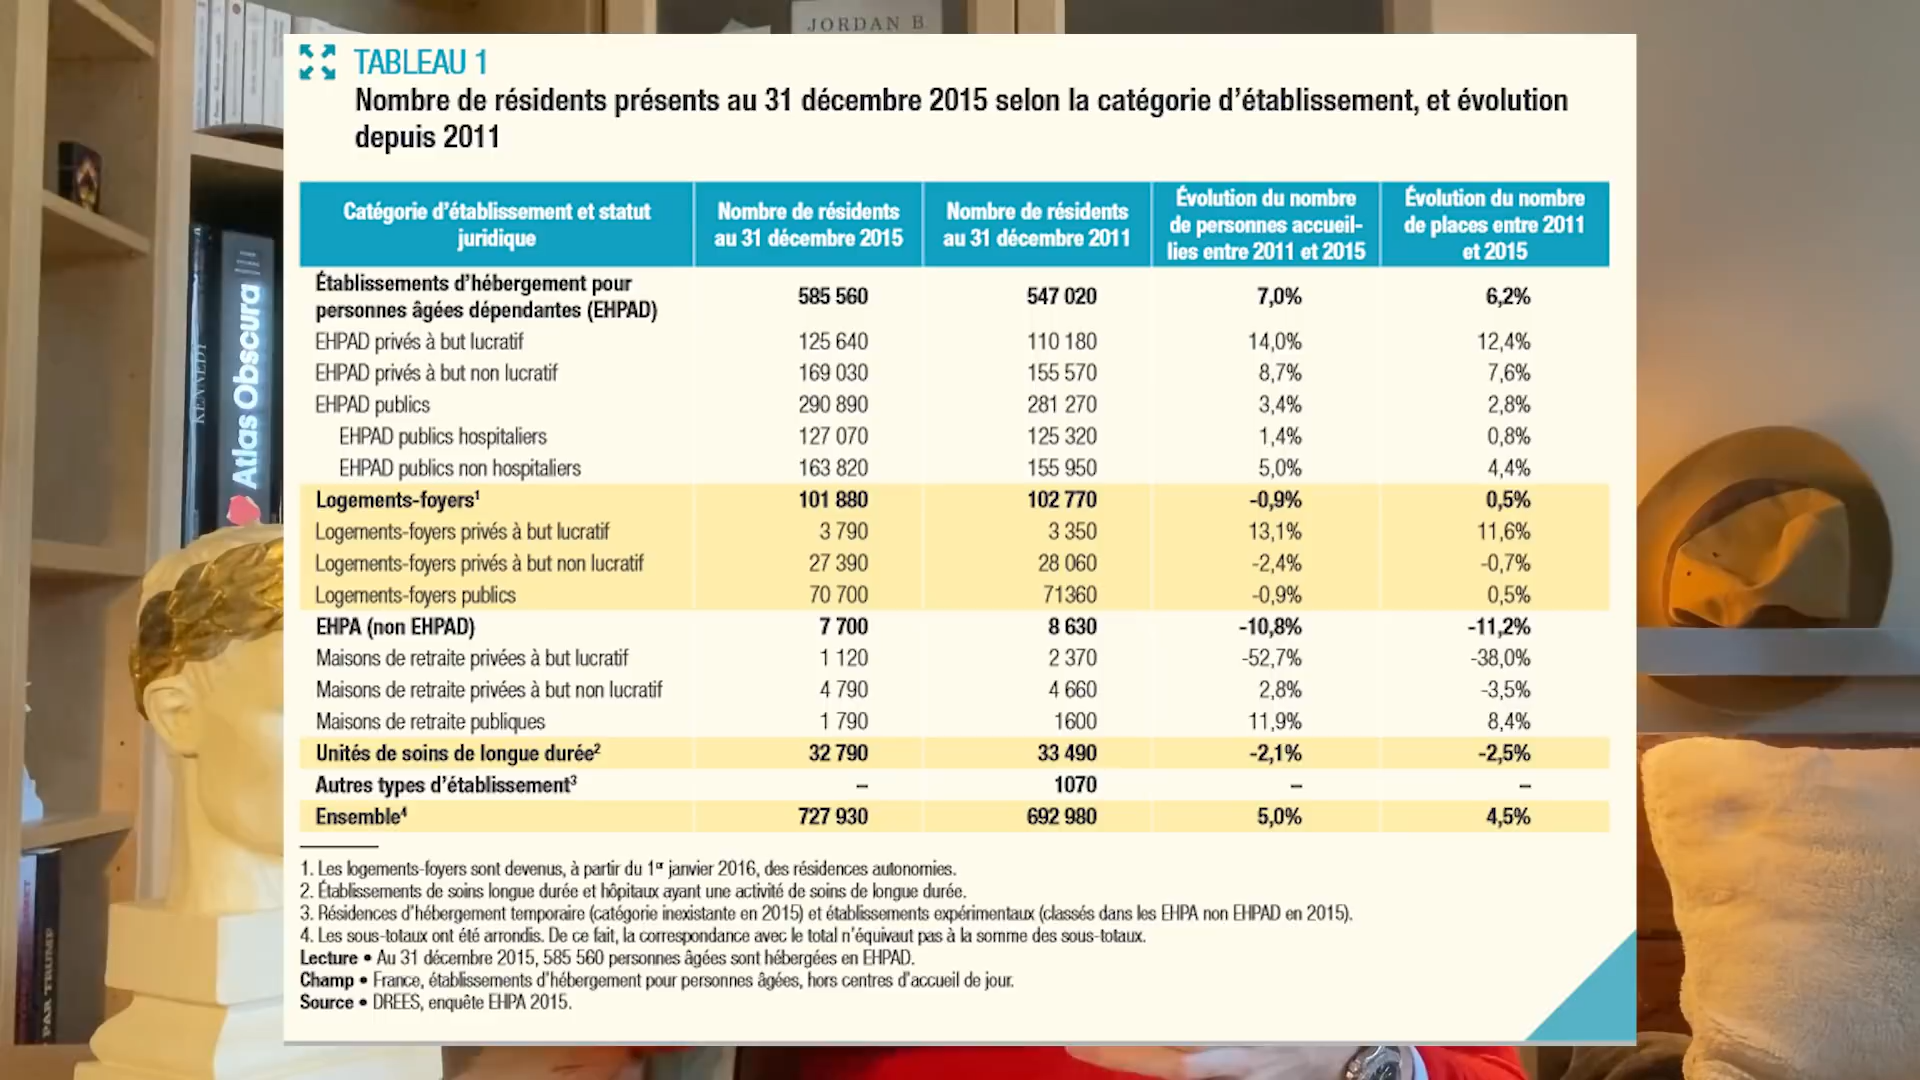 JORDAN B
TABLEAU 1
Nombre de résidents présents au 31 décembre 2015 selon la catégorie d'établissement, et évolution
depuis 2011
Catégorie d'établissement et statut
juridique
Nombre de résidents
au 31 décembre 2015
Nombre de résidents
au 31 décembre 2011
Évolution du nombre
de personnes accueil-
lies entre 2011 et 2015
Évolution du nombre
de places entre 2011
et 2015
Établissements d'hébergement pour
personnes âgées dépendantes (EHPAD) 585 560 547 020 7,0% 6,2%
EHPAD privés à but lucratif 125 640 110 180 14,0% 12,4%
EHPAD privés à but non lucratif 169 030 155 570 8,7% 7,6%
EHPAD publics 290 890 281 270 3,4% 2,8%
EHPAD publics hospitaliers 127 070 125 320 1,4% 0,8%
EHPAD publics non hospitaliers 163 820 155 950 5,0% 4,4%
Logements-foyers¹ 101 880 102 770 -0,9% 0,5%
Logements-foyers privés à but lucratif 3 790 3 350 13,1% 11,6%
Logements-foyers privés à but non lucratif 27 390 28 060 -2,4% -0,7%
Logements-foyers publics 70 700 71360 -0,9% 0,5%
EHPA (non EHPAD) 7 700 8 630 -10,8% -11,2%
Maisons de retraite privées à but lucratif 1 120 2 370 -52,7% -38,0%
Maisons de retraite privées à but non lucratif 4 790 4 660 2,8% -3,5%
Maisons de retraite publiques 1 790 1600 11,9% 8,4%
Unités de soins de longue durée² 32 790 33 490 -2,1% -2,5%
Autres types d'établissement³ – 1070 – –
Ensemble⁴ 727 930 692 980 5,0% 4,5%
1. Les logements-foyers sont devenus, à partir du 1er janvier 2016, des résidences autonomies.
2. Établissements de soins longue durée et hôpitaux ayant une activité de soins de longue durée.
3. Résidences d'hébergement temporaire (catégorie inexistante en 2015) et établissements expérimentaux (classés dans les EHPA non EHPAD en 2015).
4. Les sous-totaux ont été arrondis. De ce fait, la correspondance avec le total n'équivaut pas à la somme des sous-totaux.
Lecture • Au 31 décembre 2015, 585 560 personnes âgées sont hébergées en EHPAD.
Champ • France, établissements d'hébergement pour personnes âgées, hors centres d'accueil de jour.
Source • DREES, enquête EHPA 2015.
KENNEDY
Atlas Obscura
PAR TRUMP